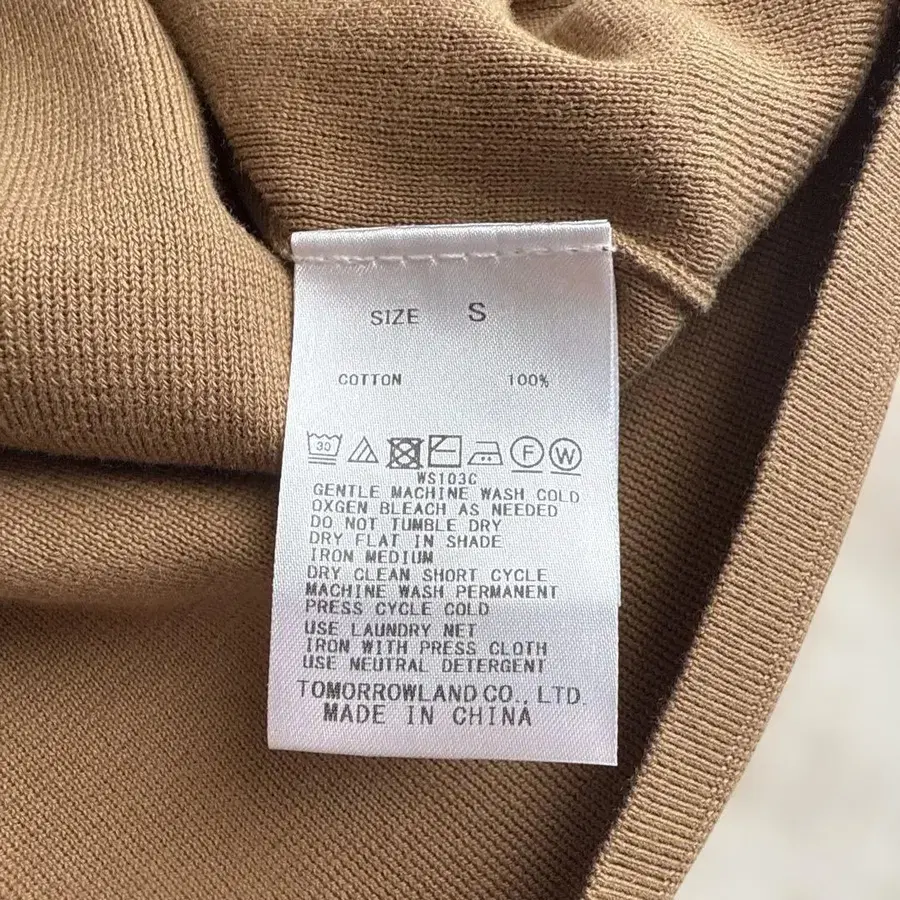 SIZE S
COTTON 100%
30 F W
WS103C
GENTLE MACHINE WASH COLD
OXGEN BLEACH AS NEEDED
DO NOT TUMBLE DRY
DRY FLAT IN SHADE
IRON MEDIUM
DRY CLEAN SHORT CYCLE
MACHINE WASH PERMANENT
PRESS CYCLE COLD
USE LAUNDRY NET
IRON WITH PRESS CLOTH
USE NEUTRAL DETERGENT
TOMORROWLAND CO., LTD.
MADE IN CHINA